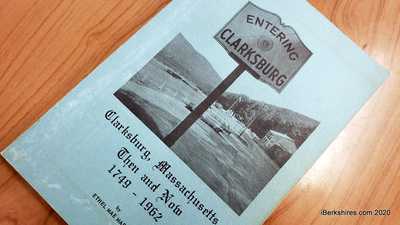 ENTERING
CLARKSBURG
Clarksburg, Massachusetts
Then and Now
1749 - 1962
by
ETHEL MAE
iBerkshires.com 2020